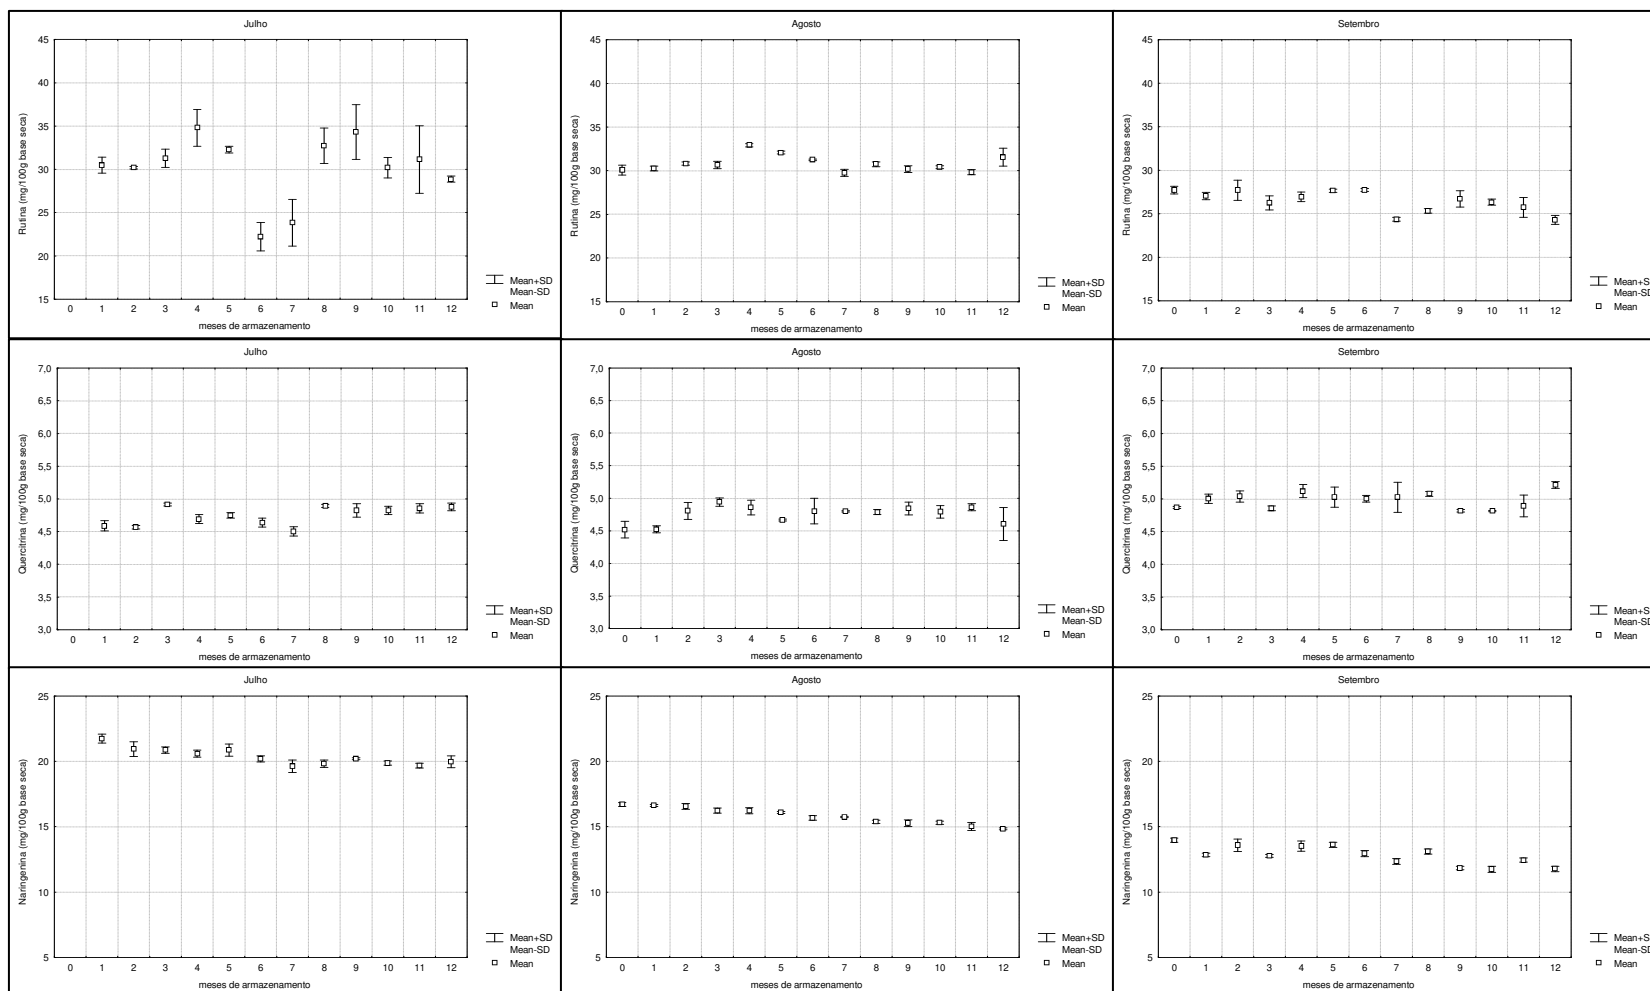 Julho
45
40
35
30
25
20
15
Rutina (mg/100g base seca)
0 1 2 3 4 5 6 7 8 9 10 11 12
meses de armazenamento
Mean+SD
Mean-SD
Mean
Agosto
45
40
35
30
25
20
15
Rutina (mg/100g base seca)
0 1 2 3 4 5 6 7 8 9 10 11 12
meses de armazenamento
Mean+SD
Mean-SD
Mean
Setembro
45
40
35
30
25
20
15
Rutina (mg/100g base seca)
0 1 2 3 4 5 6 7 8 9 10 11 12
meses de armazenamento
Mean+S
Mean-SD
Mean
Julho
7,0
6,5
6,0
5,5
5,0
4,5
4,0
3,5
3,0
Quercitrina (mg/100g base seca)
0 1 2 3 4 5 6 7 8 9 10 11 12
meses de armazenamento
Mean+SD
Mean-SD
Mean
Agosto
7,0
6,5
6,0
5,5
5,0
4,5
4,0
3,5
3,0
Quercitrina (mg/100g base seca)
0 1 2 3 4 5 6 7 8 9 10 11 12
meses de armazenamento
Mean+SD
Mean-SD
Mean
Setembro
7,0
6,5
6,0
5,5
5,0
4,5
4,0
3,5
3,0
Quercitrina (mg/100g base seca)
0 1 2 3 4 5 6 7 8 9 10 11 12
meses de armazenamento
Mean+S
Mean-SD
Mean
Julho
25
20
15
10
5
Naringenina (mg/100g base seca)
0 1 2 3 4 5 6 7 8 9 10 11 12
meses de armazenamento
Mean+SD
Mean-SD
Mean
Agosto
25
20
15
10
5
Naringenina (mg/100g base seca)
0 1 2 3 4 5 6 7 8 9 10 11 12
meses de armazenamento
Mean+SD
Mean-SD
Mean
Setembro
25
20
15
10
5
Naringenina (mg/100g base seca)
0 1 2 3 4 5 6 7 8 9 10 11 12
meses de armazenamento
Mean+S
Mean-SD
Mean